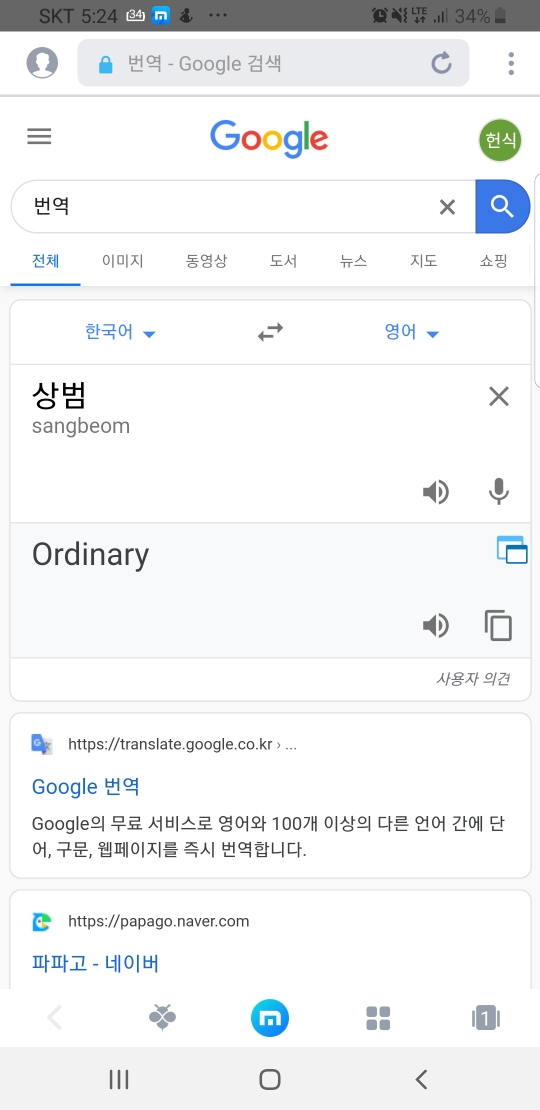 SKT 5:24 34 ··· LTE 34%
번역 - Google 검색
Google
헌식
번역
전체 이미지 동영상 도서 뉴스 지도 쇼핑
한국어 영어
상범
sangbeom
Ordinary
사용자 의견
https://translate.google.co.kr › ...
Google 번역
Google의 무료 서비스로 영어와 100개 이상의 다른 언어 간에 단
어, 구문, 웹페이지를 즉시 번역합니다.
https://papago.naver.com
파파고 - 네이버
1